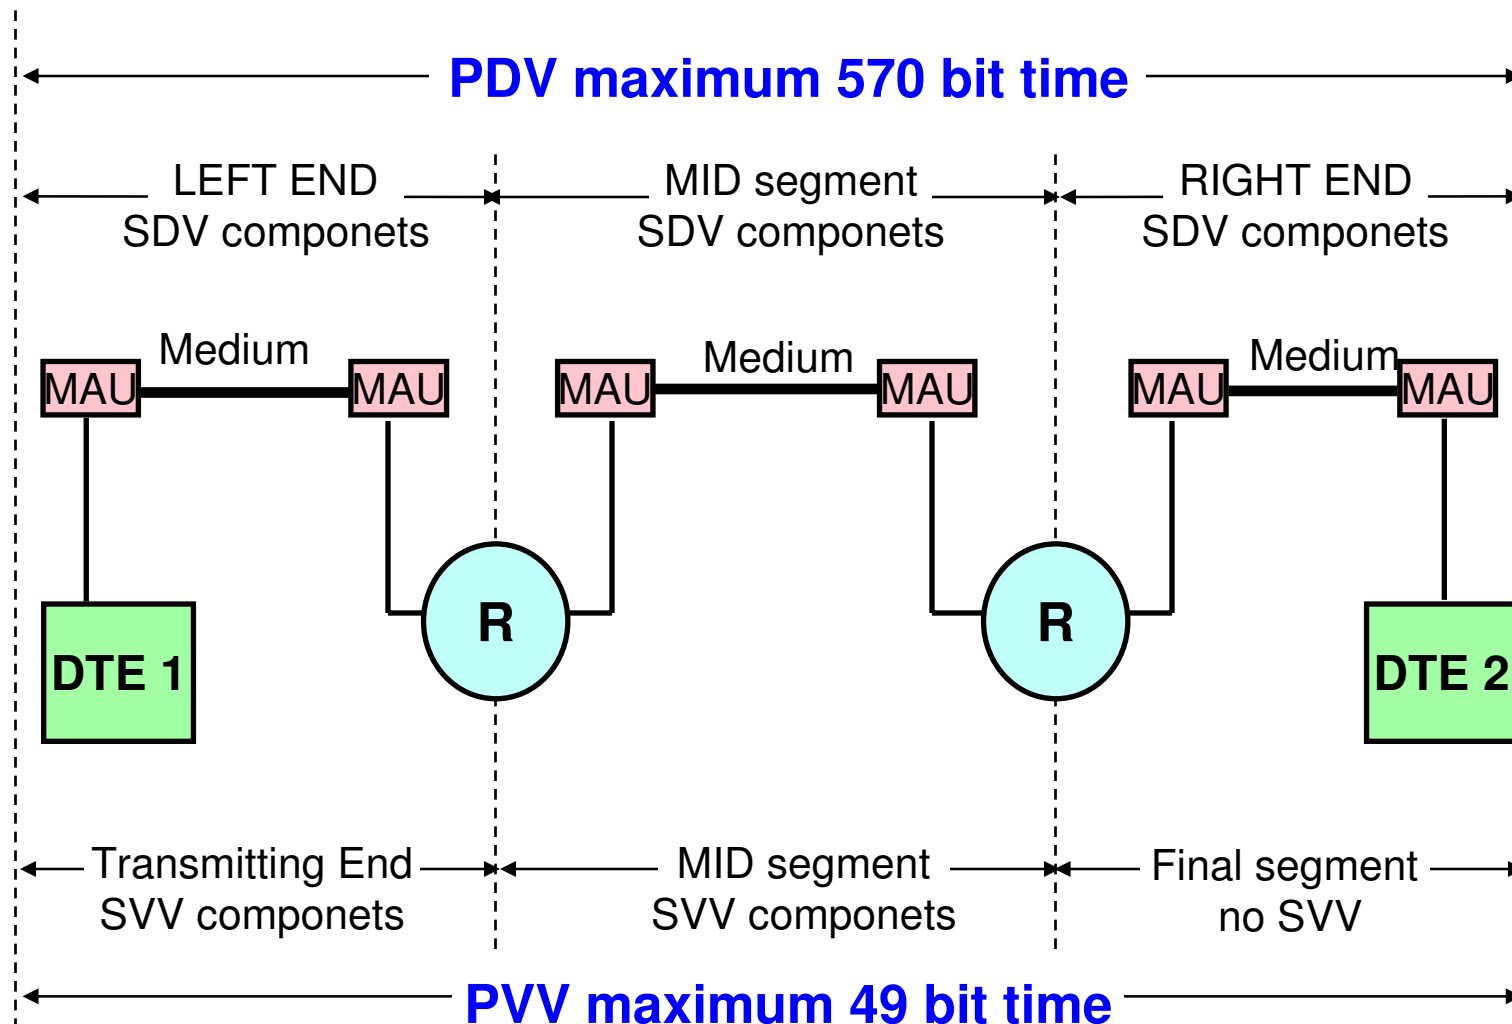 PDV maximum 570 bit time
LEFT END
SDV componets
MID segment
SDV componets
RIGHT END
SDV componets
Medium
Medium
Medium
MAU
MAU
MAU
MAU
MAU
MAU
R
R
DTE 1
DTE 2
Transmitting End
SVV componets
MID segment
SVV componets
Final segment
no SVV
PVV maximum 49 bit time